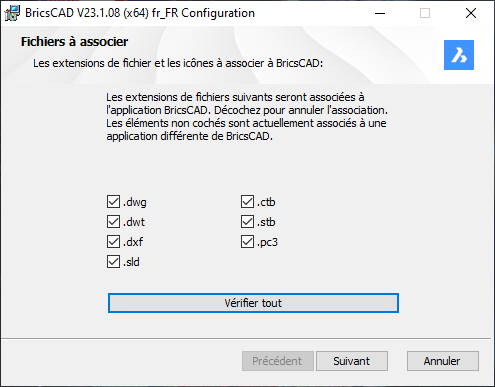 BricsCAD V23.1.08 (x64) fr_FR Configuration
Fichiers à associer
Les extensions de fichier et les icônes à associer à BricsCAD:
Les extensions de fichiers suivants seront associées à
l'application BricsCAD. Décochez pour annuler l'association.
Les éléments non cochés sont actuellement associés à une
application différente de BricsCAD.
.dwg
.dwt
.dxf
.sld
.ctb
.stb
.pc3
Vérifier tout
Précédent
Suivant
Annuler